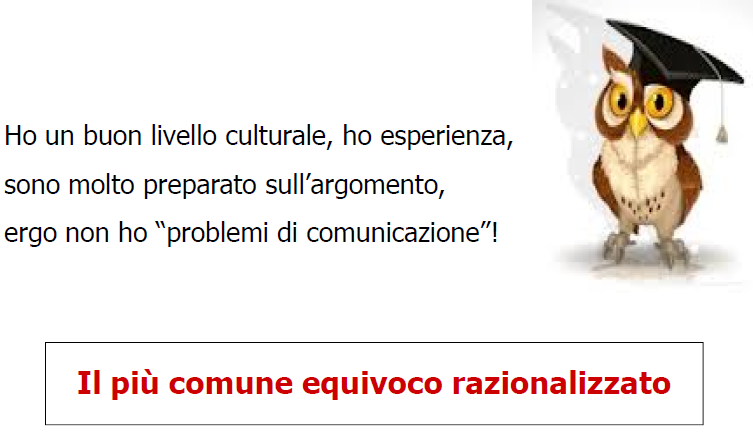 Ho un buon livello culturale, ho esperienza,
sono molto preparato sull’argomento,
ergo non ho “problemi di comunicazione”!
Il più comune equivoco razionalizzato